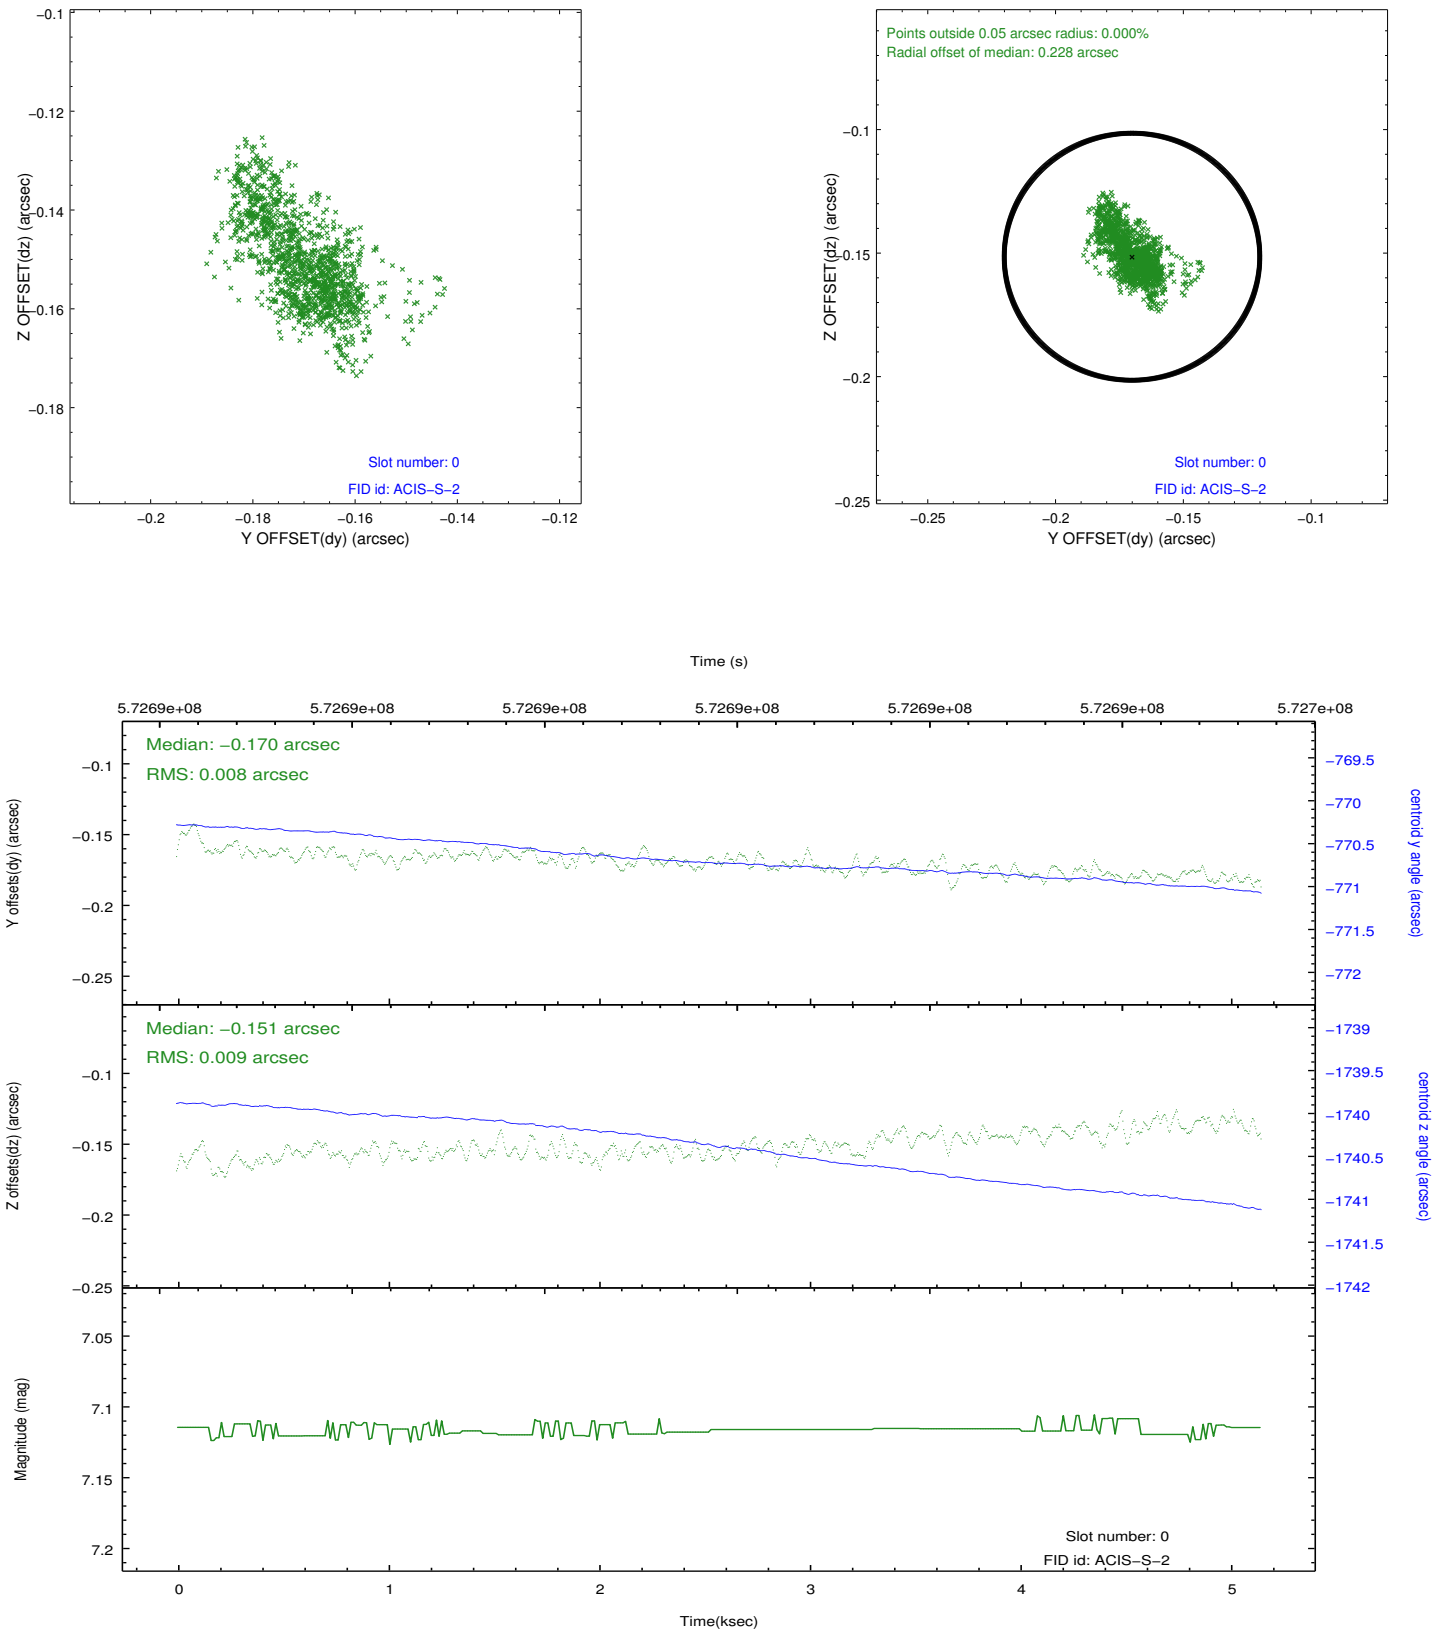 −0.1
−0.12
−0.14
−0.16
−0.18
Z OFFSET(dz) (arcsec)
Slot number: 0
FID id: ACIS−S−2
−0.2
−0.18
−0.16
−0.14
−0.12
Y OFFSET(dy) (arcsec)
Points outside 0.05 arcsec radius: 0.000%
Radial offset of median: 0.228 arcsec
−0.1
−0.15
−0.2
−0.25
Z OFFSET(dz) (arcsec)
Slot number: 0
FID id: ACIS−S−2
−0.25
−0.2
−0.15
−0.1
Y OFFSET(dy) (arcsec)
Time (s)
5.7269e+08
5.7269e+08
5.7269e+08
5.7269e+08
5.7269e+08
5.7269e+08
5.727e+08
Median: −0.170 arcsec
RMS: 0.008 arcsec
−0.1
−0.15
−0.2
−0.25
Y offsets(dy) (arcsec)
−769.5
−770
−770.5
−771
−771.5
−772
centroid y angle (arcsec)
Median: −0.151 arcsec
RMS: 0.009 arcsec
−0.1
−0.15
−0.2
−0.25
Z offsets(dz) (arcsec)
−1739
−1739.5
−1740
−1740.5
−1741
−1741.5
−1742
centroid z angle (arcsec)
7.05
7.1
7.15
7.2
Magnitude (mag)
Slot number: 0
FID id: ACIS−S−2
0
1
2
3
4
5
Time(ksec)